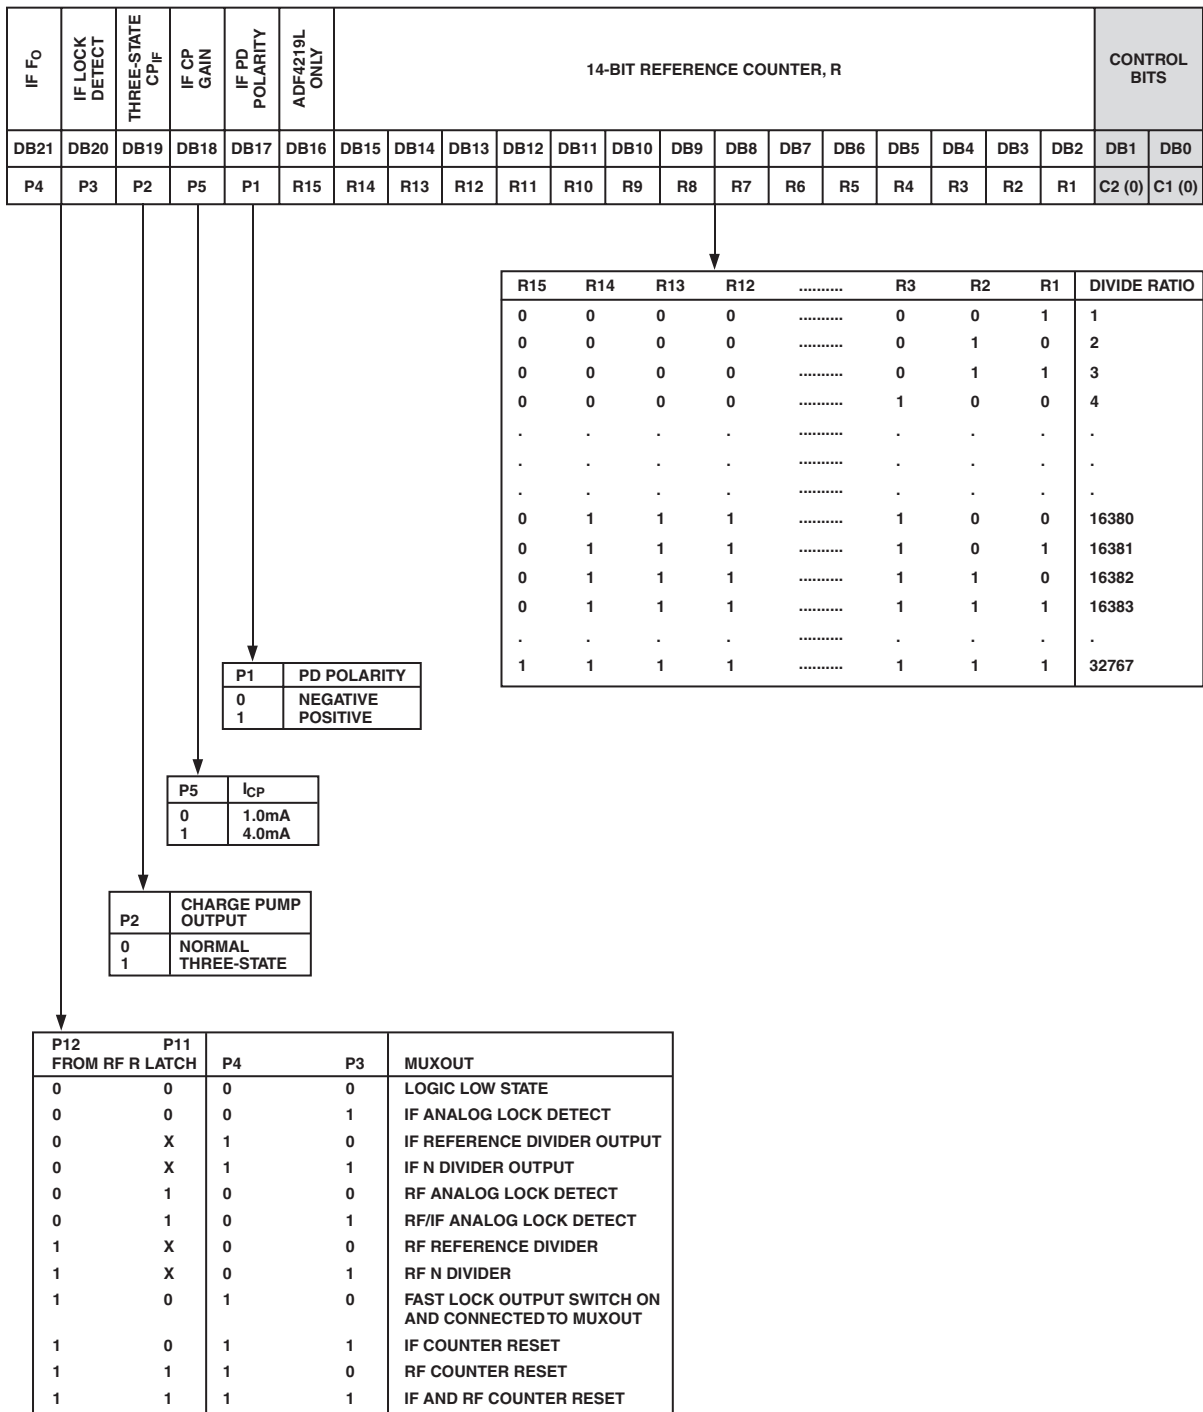 IF FO
IF LOCK
DETECT
THREE-STATE
CPIF
IF CP
GAIN
IF PD
POLARITY
ADF4219L
ONLY
14-BIT REFERENCE COUNTER, R
CONTROL
BITS
DB21 DB20 DB19 DB18 DB17 DB16 DB15 DB14 DB13 DB12 DB11 DB10 DB9 DB8 DB7 DB6 DB5 DB4 DB3 DB2 DB1 DB0
P4 P3 P2 P5 P1 R15 R14 R13 R12 R11 R10 R9 R8 R7 R6 R5 R4 R3 R2 R1 C2 (0) C1 (0)
R15 R14 R13 R12 .......... R3 R2 R1 DIVIDE RATIO
0 0 0 0 .......... 0 0 1 1
0 0 0 0 .......... 0 1 0 2
0 0 0 0 .......... 0 1 1 3
0 0 0 0 .......... 1 0 0 4
. . . . .......... . . . .
. . . . .......... . . . .
. . . . .......... . . . .
0 1 1 1 .......... 1 0 0 16380
0 1 1 1 .......... 1 0 1 16381
0 1 1 1 .......... 1 1 0 16382
0 1 1 1 .......... 1 1 1 16383
. . . . .......... . . . .
1 1 1 1 .......... 1 1 1 32767
P1 PD POLARITY
0 NEGATIVE
1 POSITIVE
P5 ICP
0 1.0mA
1 4.0mA
CHARGE PUMP
P2 OUTPUT
0 NORMAL
1 THREE-STATE
P12 P11
FROM RF R LATCH P4 P3 MUXOUT
0 0 0 0 LOGIC LOW STATE
0 0 0 1 IF ANALOG LOCK DETECT
0 X 1 0 IF REFERENCE DIVIDER OUTPUT
0 X 1 1 IF N DIVIDER OUTPUT
0 1 0 0 RF ANALOG LOCK DETECT
0 1 0 1 RF/IF ANALOG LOCK DETECT
1 X 0 0 RF REFERENCE DIVIDER
1 X 0 1 RF N DIVIDER
1 0 1 0 FAST LOCK OUTPUT SWITCH ON
AND CONNECTED TO MUXOUT
1 0 1 1 IF COUNTER RESET
1 1 1 0 RF COUNTER RESET
1 1 1 1 IF AND RF COUNTER RESET